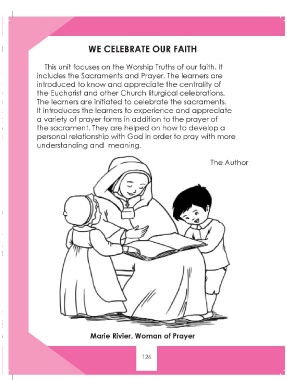 WE CELEBRATE OUR FAITH
This unit focuses on the Worship Truths of our faith. It
includes the Sacraments and Prayer. The learners are
introduced to know and appreciate the centrality of
the Eucharist and other Church liturgical celebrations.
The learners are initiated to celebrate the sacraments.
It introduces the learners to experience and appreciate
a variety of prayer forms in addition to the prayer of
the sacrament. They are helped on how to develop a
personal relationship with God in order to pray with more
understanding and meaning.
The Author
Marie Rivier, Woman of Prayer
126